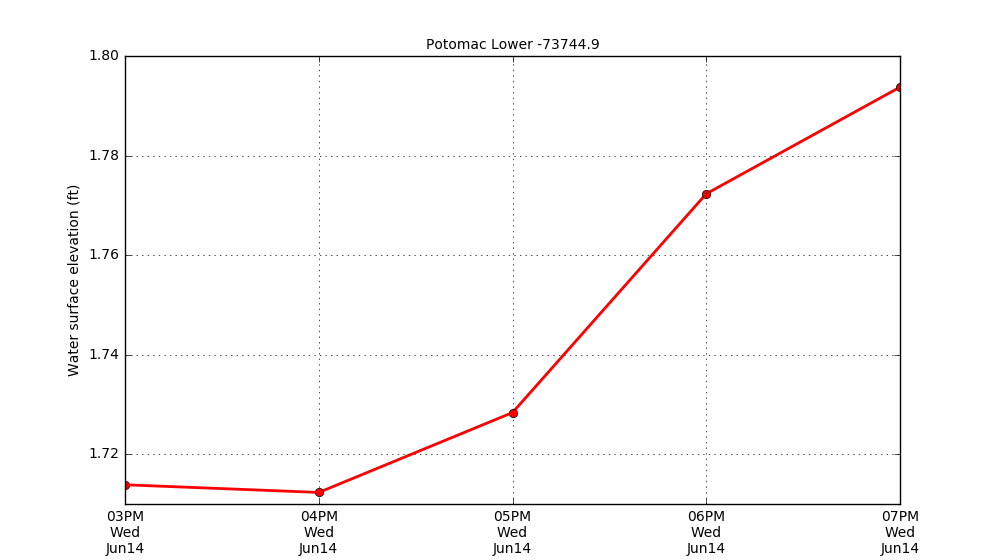 Potomac Lower -73744.9
1.80
1.78
1.76
1.74
1.72
Water surface elevation (ft)
03PM 04PM 05PM 06PM 07PM
Wed Wed Wed Wed Wed
Jun14 Jun14 Jun14 Jun14 Jun14